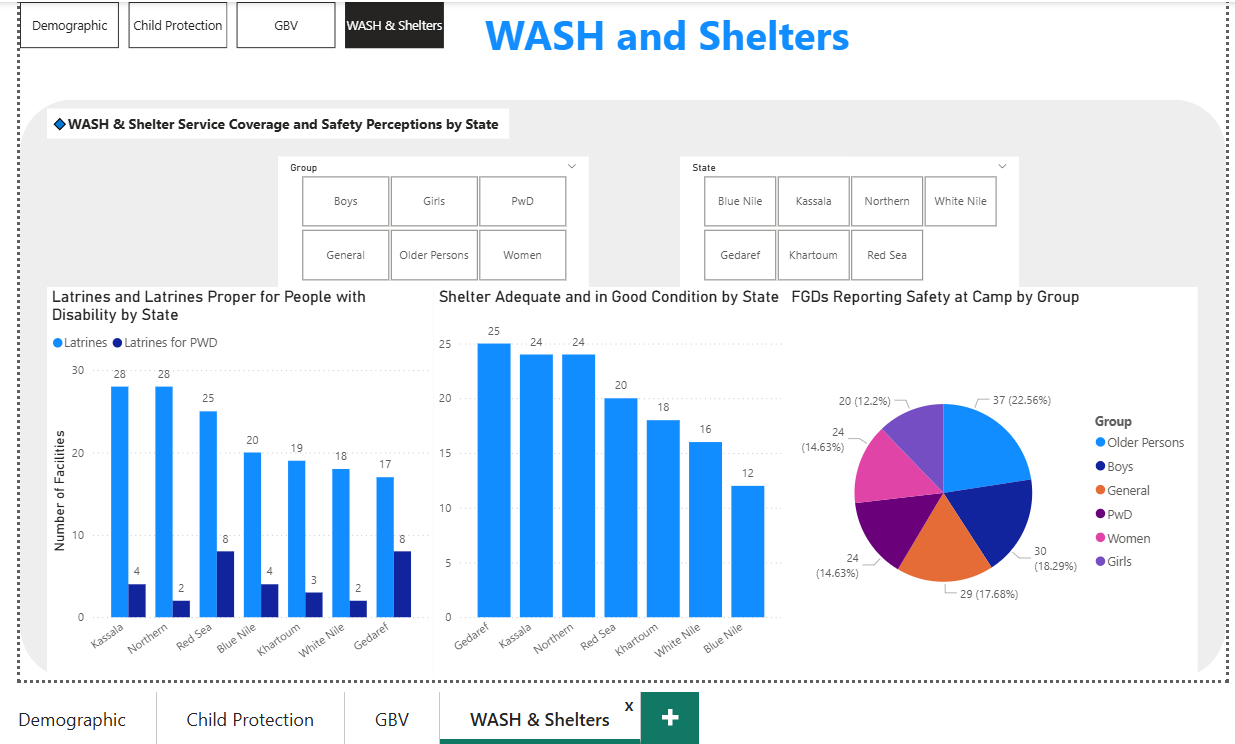 Demographic
Child Protection
GBV
WASH & Shelters
WASH and Shelters
WASH & Shelter Service Coverage and Safety Perceptions by State
Group
Boys
Girls
PwD
General
Older Persons
Women
State
Blue Nile
Kassala
Northern
White Nile
Gedaref
Khartoum
Red Sea
Latrines and Latrines Proper for People with
Disability by State
Latrines
Latrines for PWD
Number of Facilities
30
20
10
0
28
4
28
2
25
8
20
4
19
3
18
2
17
8
Kassala
Northern
Red Sea
Blue Nile
Khartoum
White Nile
Gedaref
Shelter Adequate and in Good Condition by State
25
20
15
10
5
0
25
24
24
20
18
16
12
Gedaref
Kassala
Northern
Red Sea
Khartoum
White Nile
Blue Nile
FGDs Reporting Safety at Camp by Group
37 (22.56%)
30
(18.29%)
29 (17.68%)
24
(14.63%)
24
(14.63%)
20 (12.2%)
Group
Older Persons
Boys
General
PwD
Women
Girls
Demographic
Child Protection
GBV
WASH & Shelters
x
+